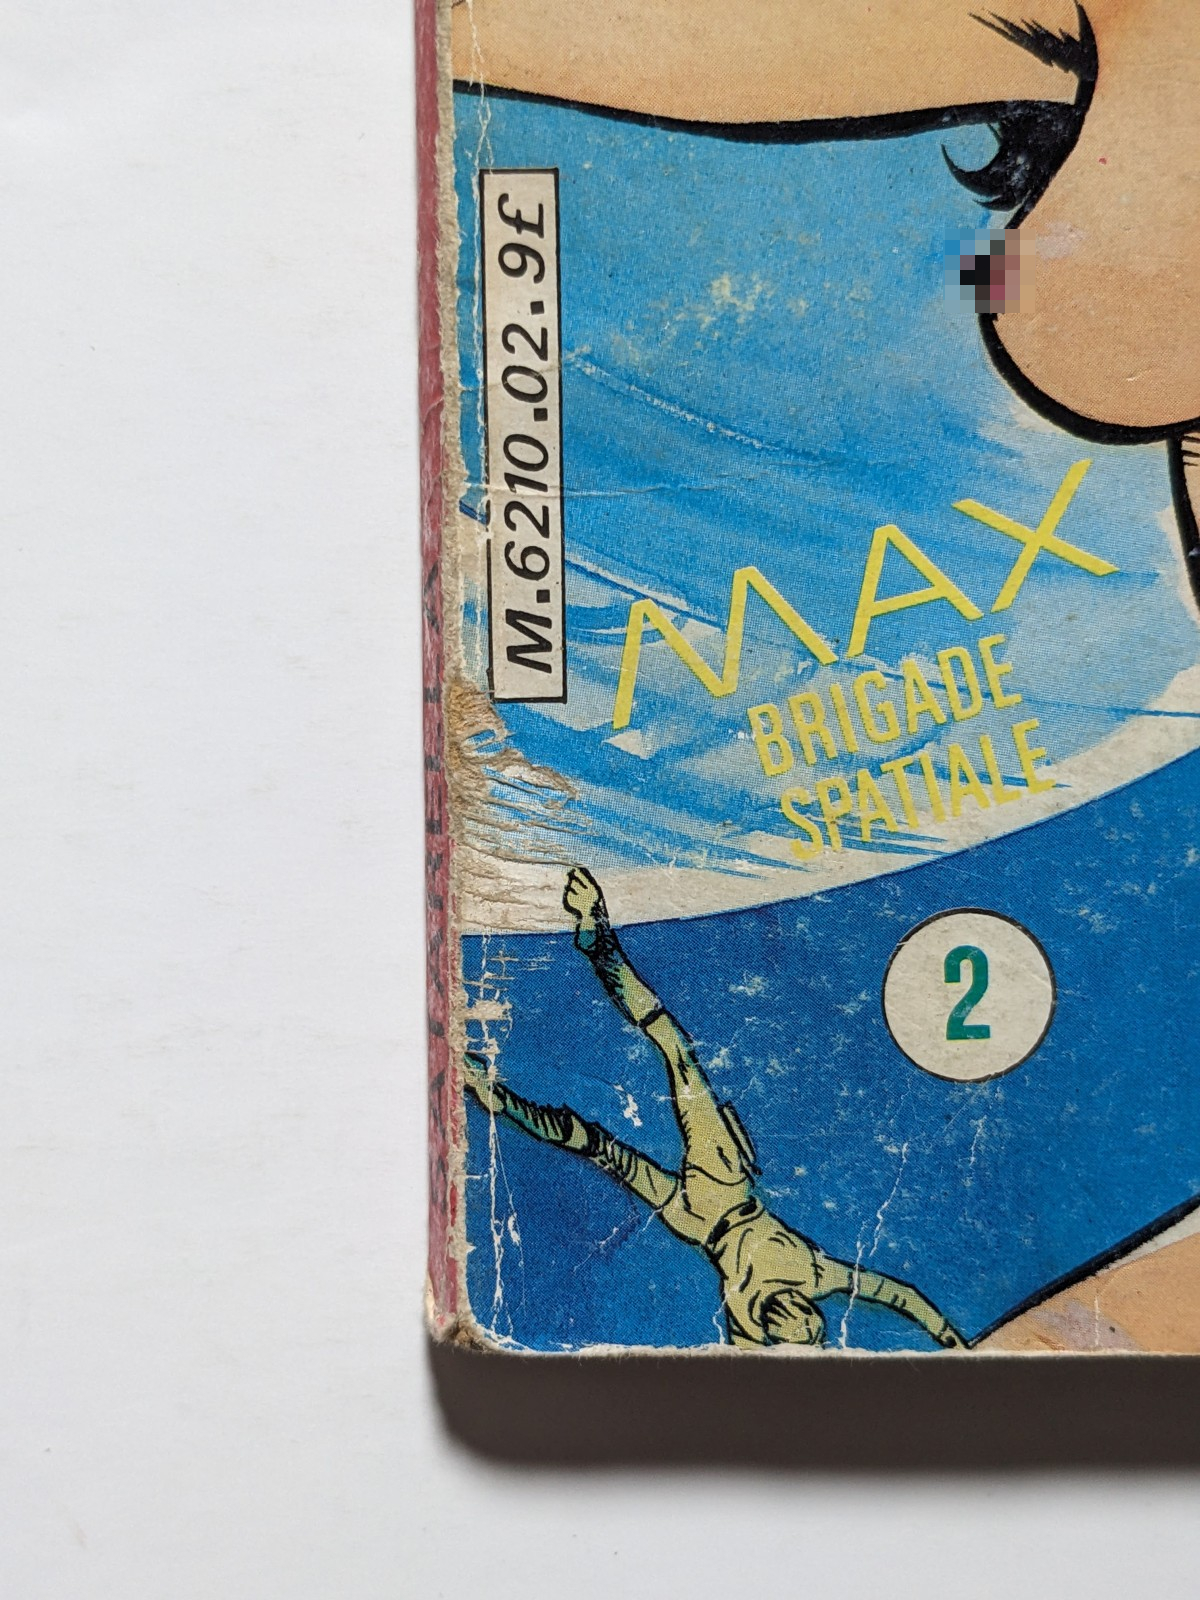 M.6210.02.9£
MAX
BRIGADE
SPATIALE
2